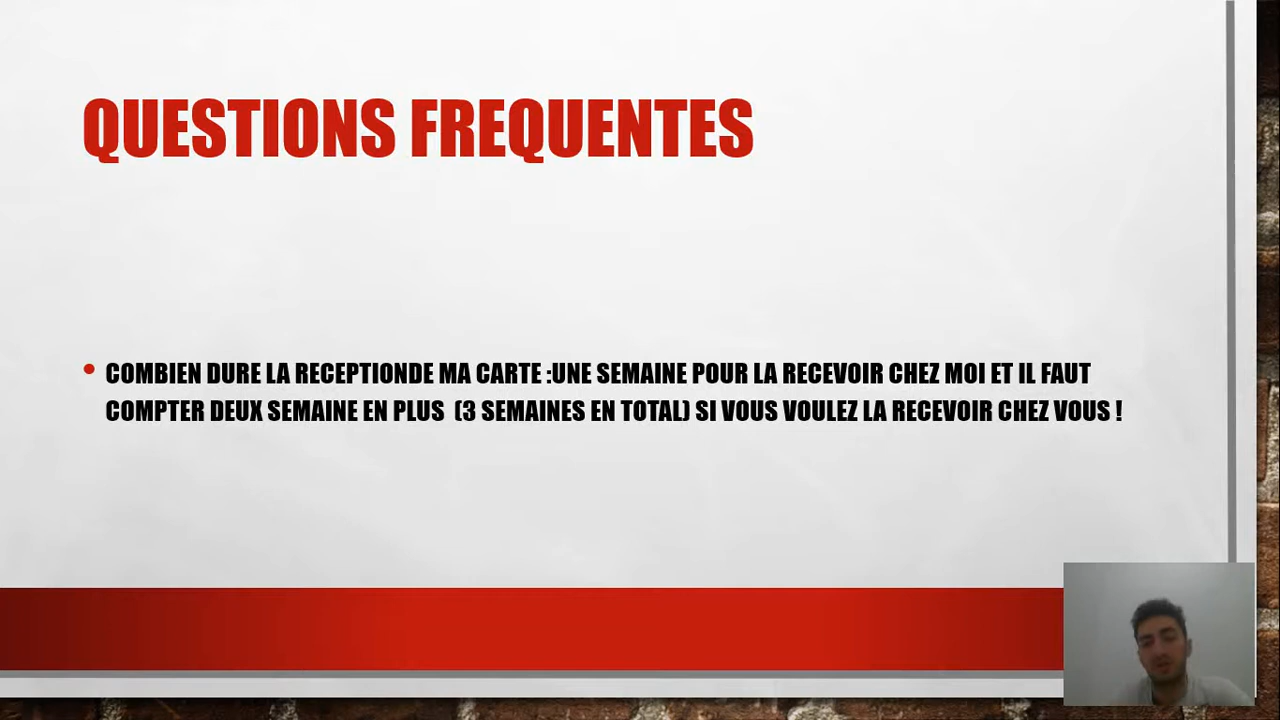 QUESTIONS FREQUENTES
• COMBIEN DURE LA RECEPTIONDE MA CARTE :UNE SEMAINE POUR LA RECEVOIR CHEZ MOI ET IL FAUT
COMPTER DEUX SEMAINE EN PLUS (3 SEMAINES EN TOTAL) SI VOUS VOULEZ LA RECEVOIR CHEZ VOUS !